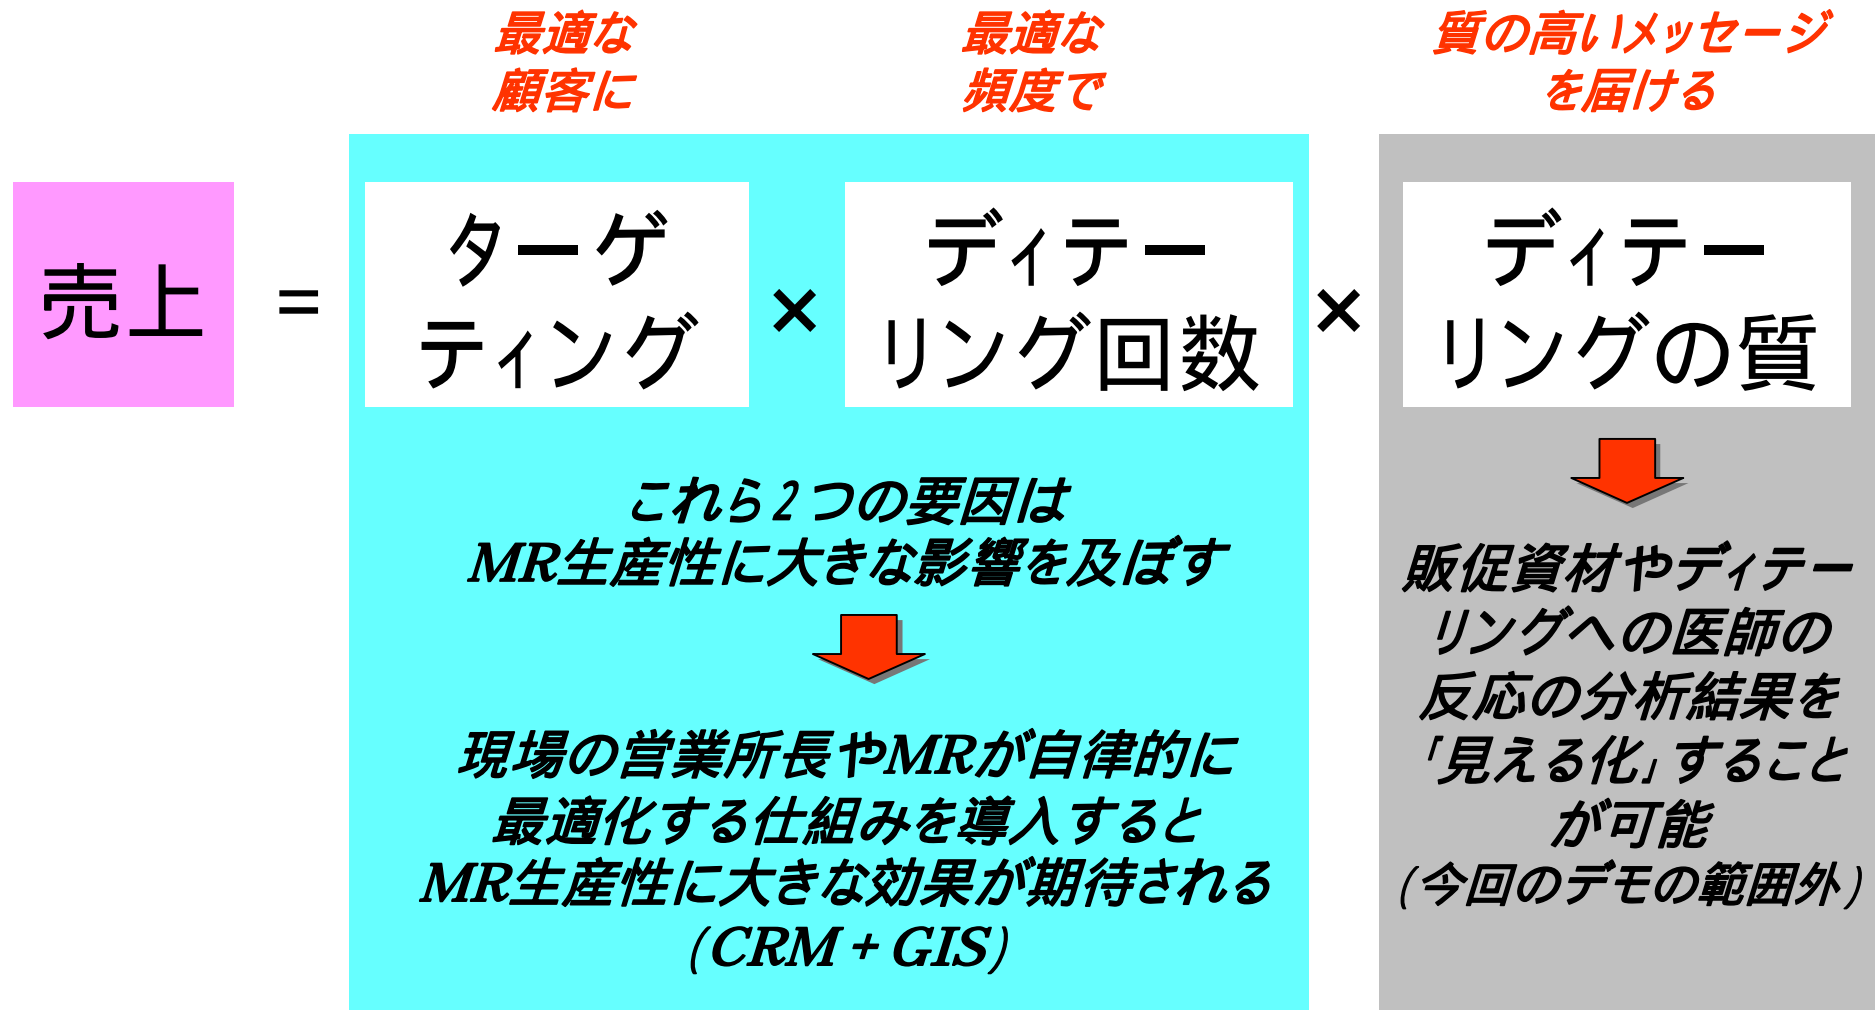 最適な
顧客に
最適な
頻度で
質の高いメッセージ
を届ける
売上
=
ターゲ
ティング
×
ディテー
リング回数
×
ディテー
リングの質
これら2つの要因は
MR生産性に大きな影響を及ぼす
現場の営業所長やMRが自律的に
最適化する仕組みを導入すると
MR生産性に大きな効果が期待される
(CRM+GIS)
販促資材やディテー
リングへの医師の
反応の分析結果を
「見える化」すること
が可能
(今回のデモの範囲外)